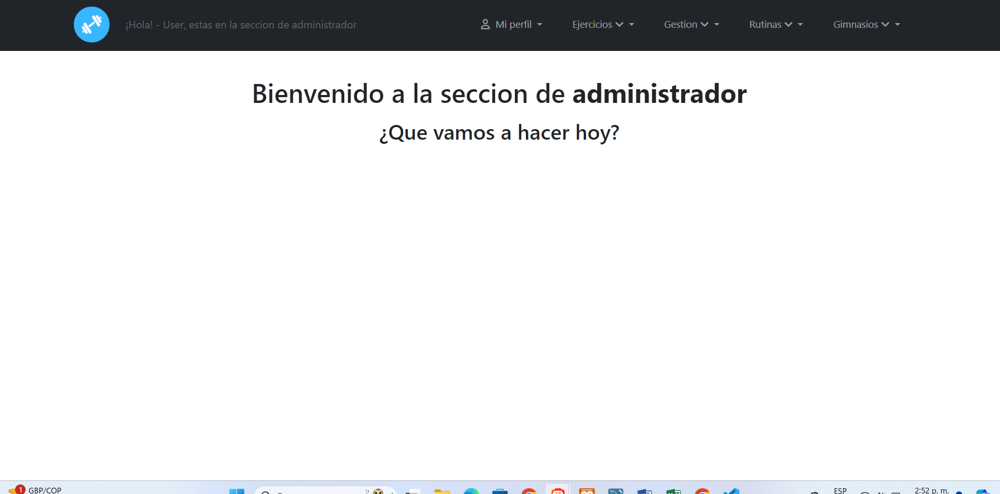 ¡Hola! - User, estas en la seccion de administrador
Mi perfil
Ejercicios
Gestion
Rutinas
Gimnasios
Bienvenido a la seccion de administrador
¿Que vamos a hacer hoy?
1
GBP/COP
ESP
2:52 p. m.